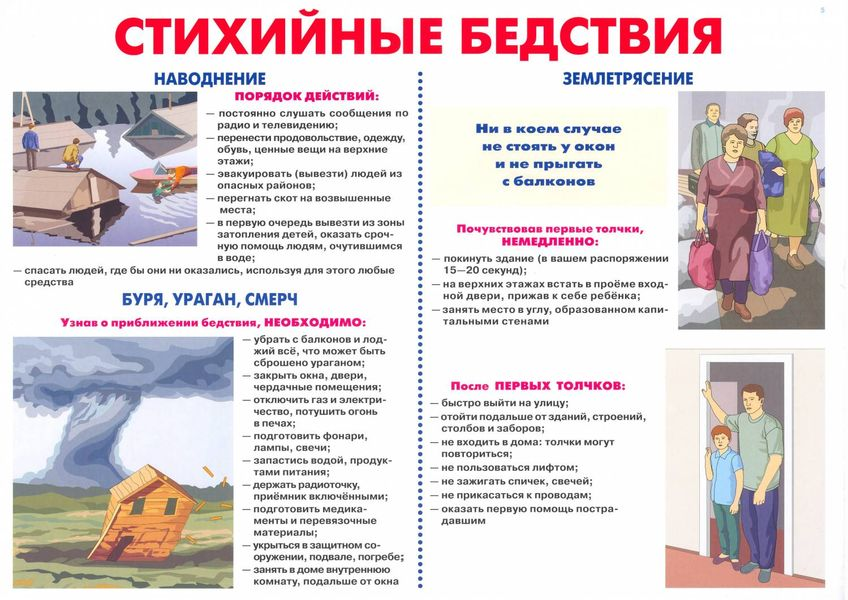 5
СТИХИЙНЫЕ БЕДСТВИЯ
НАВОДНЕНИЕ
ПОРЯДОК ДЕЙСТВИЙ:
— постоянно слушать сообщения по
радио и телевидению;
— перенести продовольствие, одежду,
обувь, ценные вещи на верхние
этажи;
— эвакуировать (вывезти) людей из
опасных районов;
— перегнать скот на возвышенные
места;
— в первую очередь вывезти из зоны
затопления детей, оказать сроч-
ную помощь людям, очутившимся
в воде;
— спасать людей, где бы они ни оказались, используя для этого любые
средства
БУРЯ, УРАГАН, СМЕРЧ
Узнав о приближении бедствия, НЕОБХОДИМО:
— убрать с балконов и лод-
жий всё, что может быть
сброшено ураганом;
— закрыть окна, двери,
чердачные помещения;
— отключить газ и электри-
чество, потушить огонь
в печах;
— подготовить фонари,
лампы, свечи;
— запастись водой, продук-
тами питания;
— держать радиоточку,
приёмник включёнными;
— подготовить медика-
менты и перевязочные
материалы;
— укрыться в защитном со-
оружении, подвале, погребе;
— занять в доме внутреннюю
комнату, подальше от окна
ЗЕМЛЕТРЯСЕНИЕ
Ни в коем случае
не стоять у окон
и не прыгать
с балконов
Почувствовав первые толчки,
НЕМЕДЛЕННО:
— покинуть здание (в вашем распоряжении
15—20 секунд);
— на верхних этажах встать в проёме вход-
ной двери, прижав к себе ребёнка;
— занять место в углу, образованном капи-
тальными стенами
После ПЕРВЫХ ТОЛЧКОВ:
— быстро выйти на улицу;
— отойти подальше от зданий, строений,
столбов и заборов;
— не входить в дома: толчки могут
повториться;
— не пользоваться лифтом;
— не зажигать спичек, свечей;
— не прикасаться к проводам;
— оказать первую помощь постра-
давшим